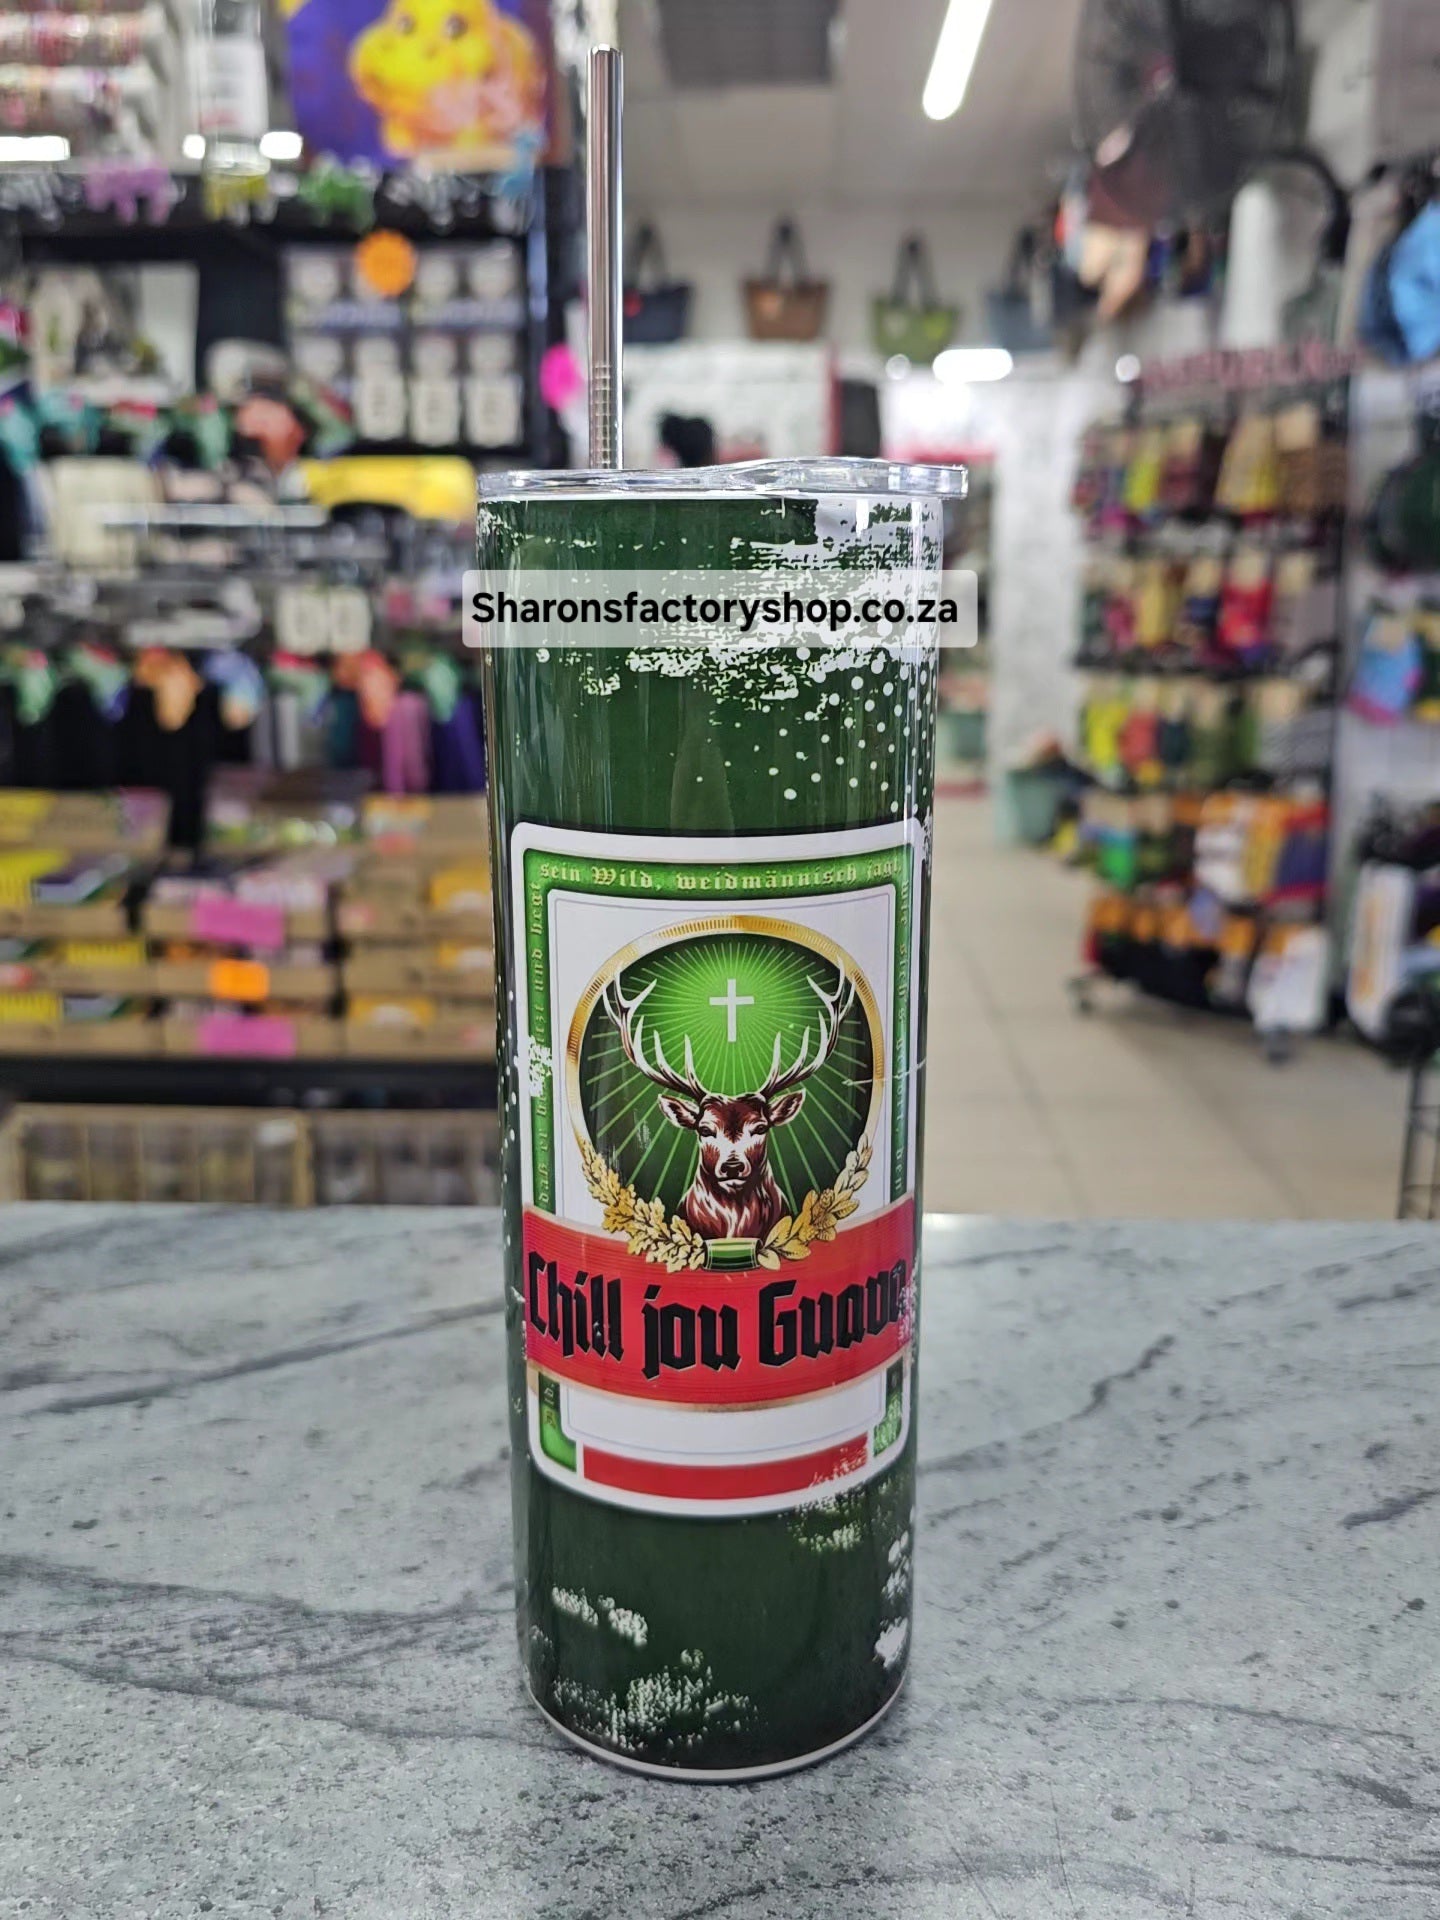 Sharonsfactoryshop.co.za
sein Wild, weidmännisch jagt,
Chill jou Guava